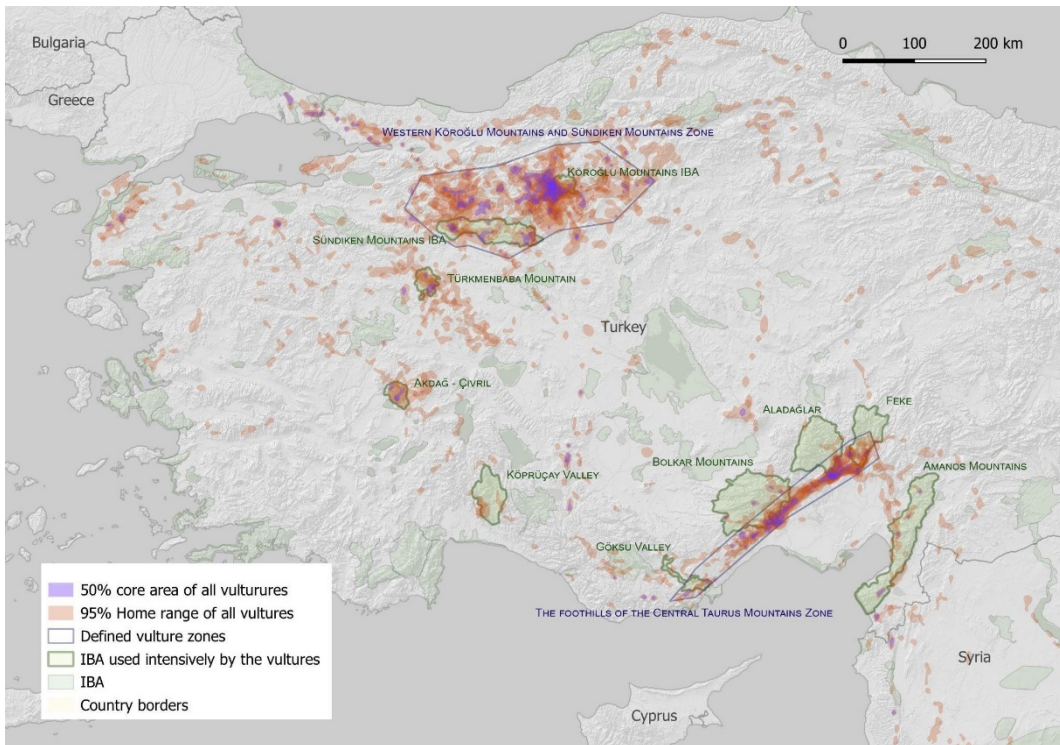 Bulgaria
Greece
0 100 200 km
WESTERN KÖROĞLU MOUNTAINS AND SÜNDIKEN MOUNTAINS ZONE
KÖROĞLU MOUNTAINS IBA
SÜNDIKEN MOUNTAINS IBA
TÜRKMENBABA MOUNTAIN
Turkey
AKDAĞ - ÇIVRIL
FEKE
ALADAĞLAR
BOLKAR MOUNTAINS
AMANOS MOUNTAINS
KÖPRÜÇAY VALLEY
GÖKSU VALLEY
THE FOOTHILLS OF THE CENTRAL TAURUS MOUNTAINS ZONE
50% core area of all vulturures
95% Home range of all vultures
Defined vulture zones
IBA used intensively by the vultures
IBA
Country borders
Syria
Cyprus